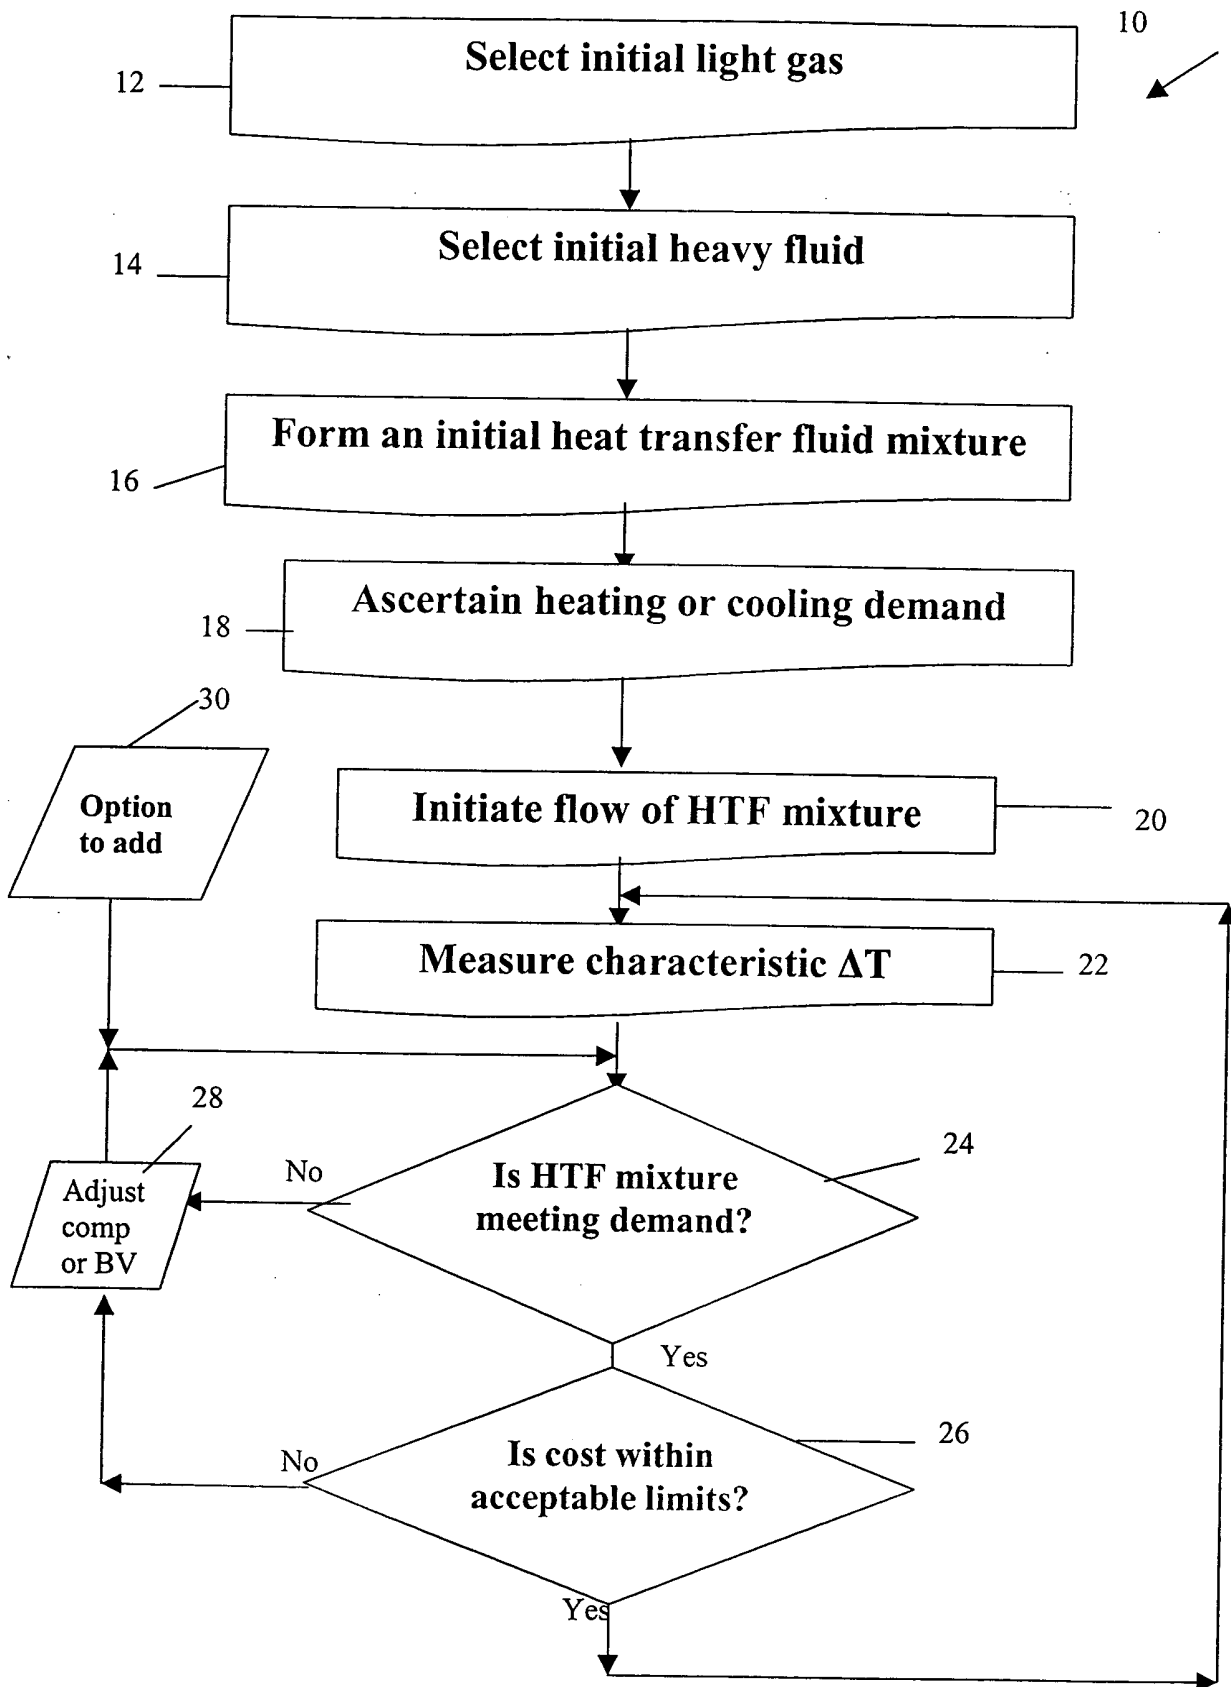 10
Select initial light gas
12
Select initial heavy fluid
14
Form an initial heat transfer fluid mixture
16
Ascertain heating or cooling demand
18
30
Option
to add
Initiate flow of HTF mixture
20
Measure characteristic ΔT
22
28
24
No
Is HTF mixture
meeting demand?
Adjust
comp
or BV
Yes
26
No
Is cost within
acceptable limits?
Yes